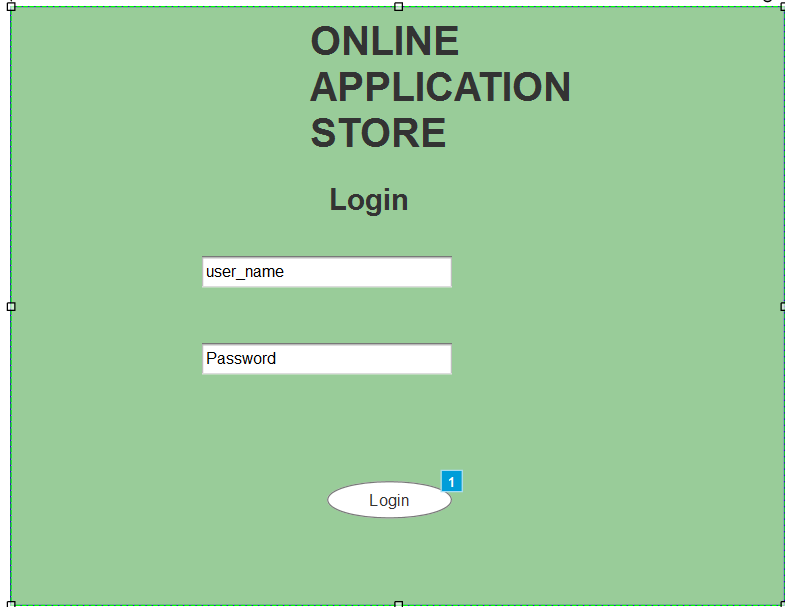 ONLINE
APPLICATION
STORE
Login
user_name
Password
1
Login